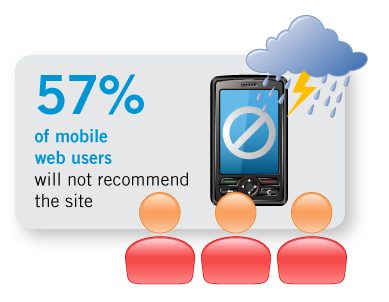 57%
of mobile
web users
will not recommend
the site